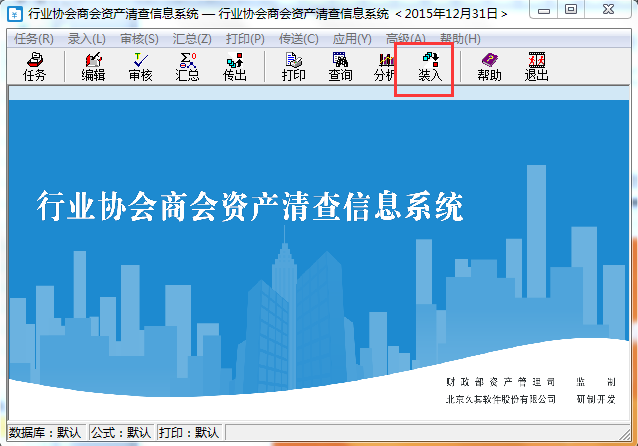 行业协会商会资产清查信息系统 — 行业协会商会资产清查信息系统 ＜2015年12月31日＞
任务(R) 录入(L) 审核(S) 汇总(Z) 打印(P) 传送(C) 应用(Y) 高级(A) 帮助(H)
任务 编辑 审核 汇总 传出 打印 查询 分析 装入 帮助 退出
行业协会商会资产清查信息系统
财政部资产管理司 监制
北京久其软件股份有限公司 研制开发
数据库：默认 公式：默认 打印：默认